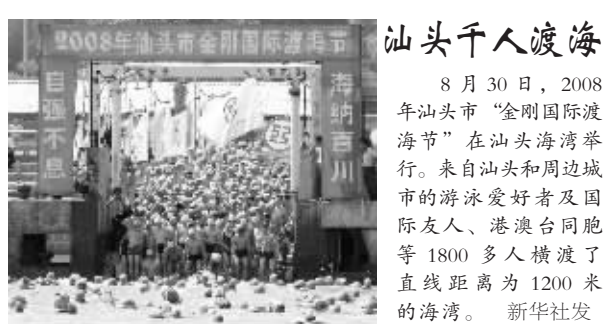 2008年汕头市金刚国际渡海节
自强不息
海纳百川
汕头千人渡海
8 月 30 日，2008
年汕头市“金刚国际渡
海节”在汕头海湾举
行。来自汕头和周边城
市的游泳爱好者及国
际友人、港澳台同胞
等 1800 多人横渡了
直线距离为 1200 米
的海湾。 新华社发